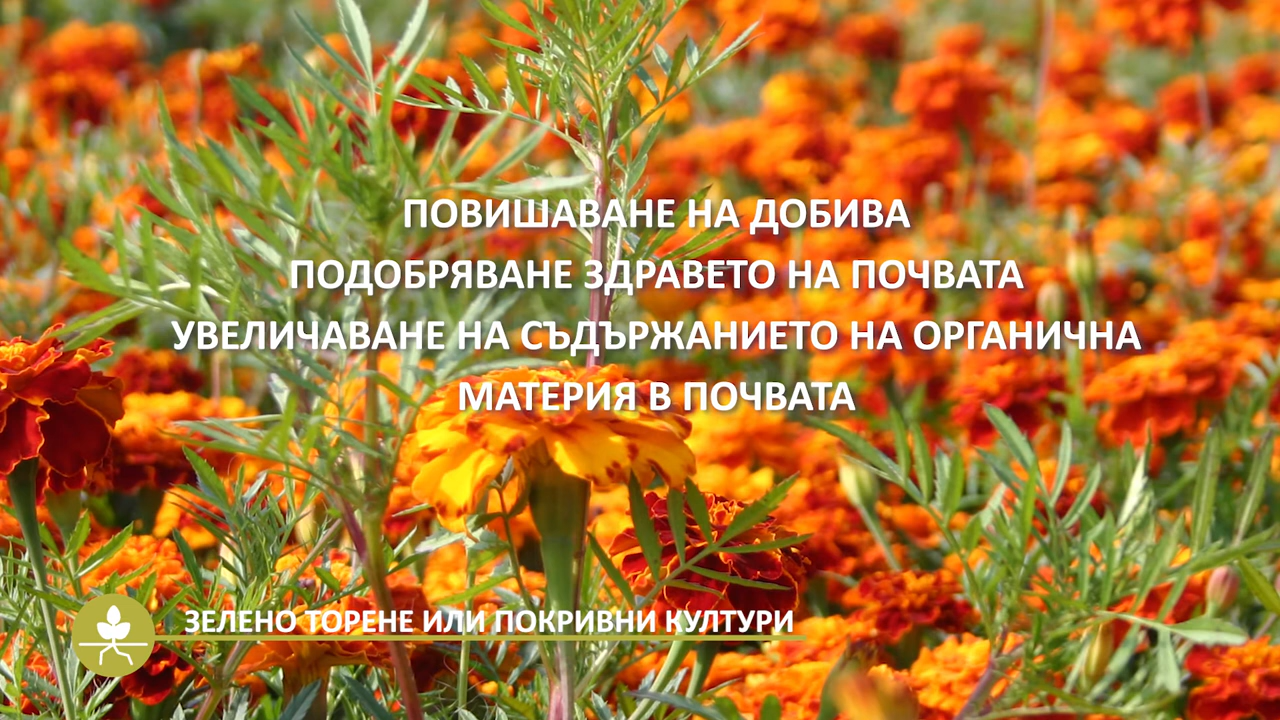 ПОВИШАВАНЕ НА ДОБИВА
ПОДОБРЯВАНЕ ЗДРАВЕТО НА ПОЧВАТА
УВЕЛИЧАВАНЕ НА СЪДЪРЖАНИЕТО НА ОРГАНИЧНА
МАТЕРИЯ В ПОЧВАТА
ЗЕЛЕНО ТОРЕНЕ ИЛИ ПОКРИВНИ КУЛТУРИ